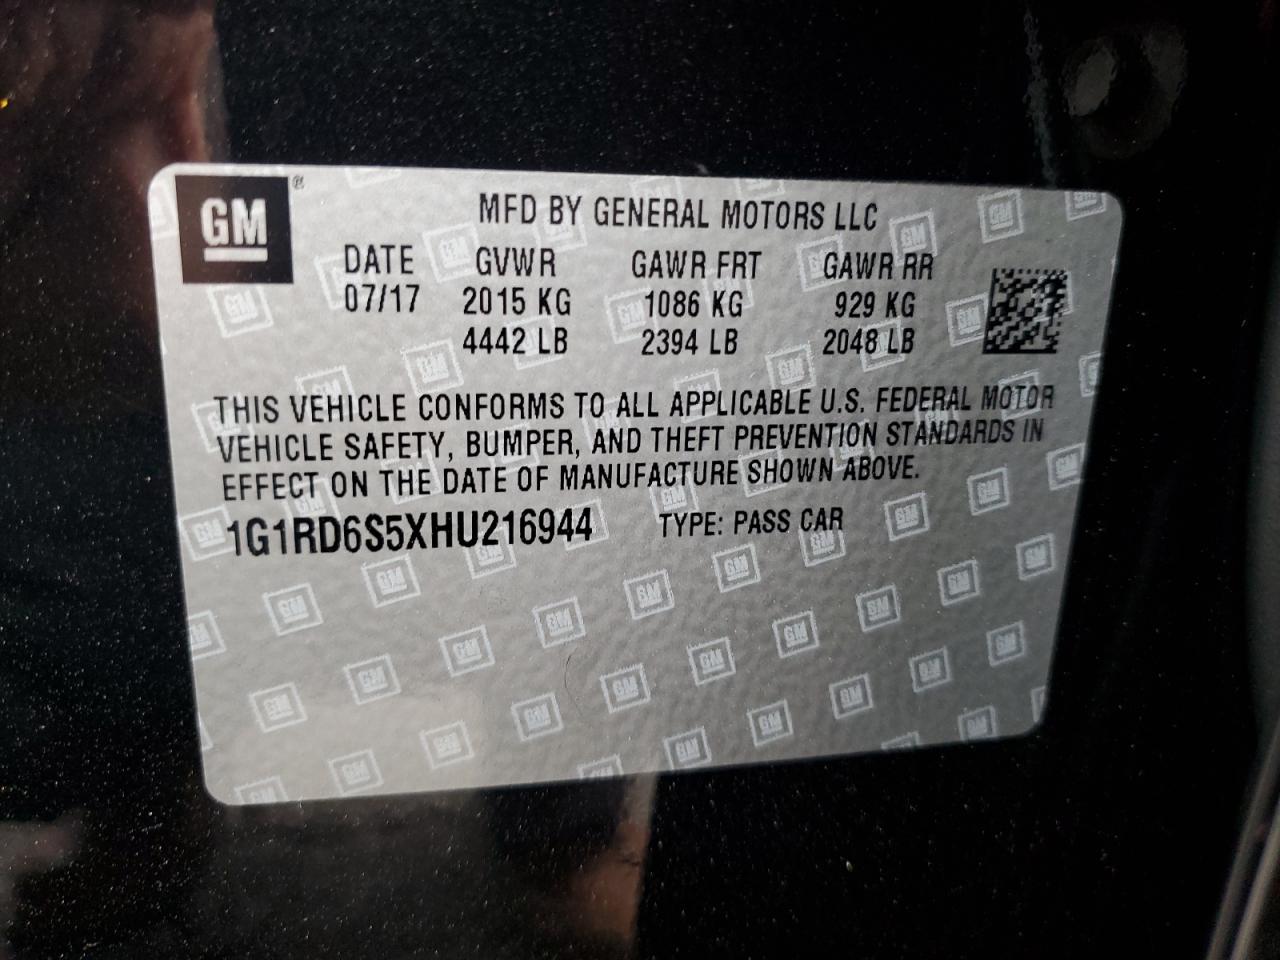 GM®
MFD BY GENERAL MOTORS LLC
DATE GVWR GAWR FRT GAWR RR
07/17 2015 KG 1086 KG 929 KG
4442 LB 2394 LB 2048 LB
THIS VEHICLE CONFORMS TO ALL APPLICABLE U.S. FEDERAL MOTOR
VEHICLE SAFETY, BUMPER, AND THEFT PREVENTION STANDARDS IN
EFFECT ON THE DATE OF MANUFACTURE SHOWN ABOVE.
1G1RD6S5XHU216944 TYPE: PASS CAR